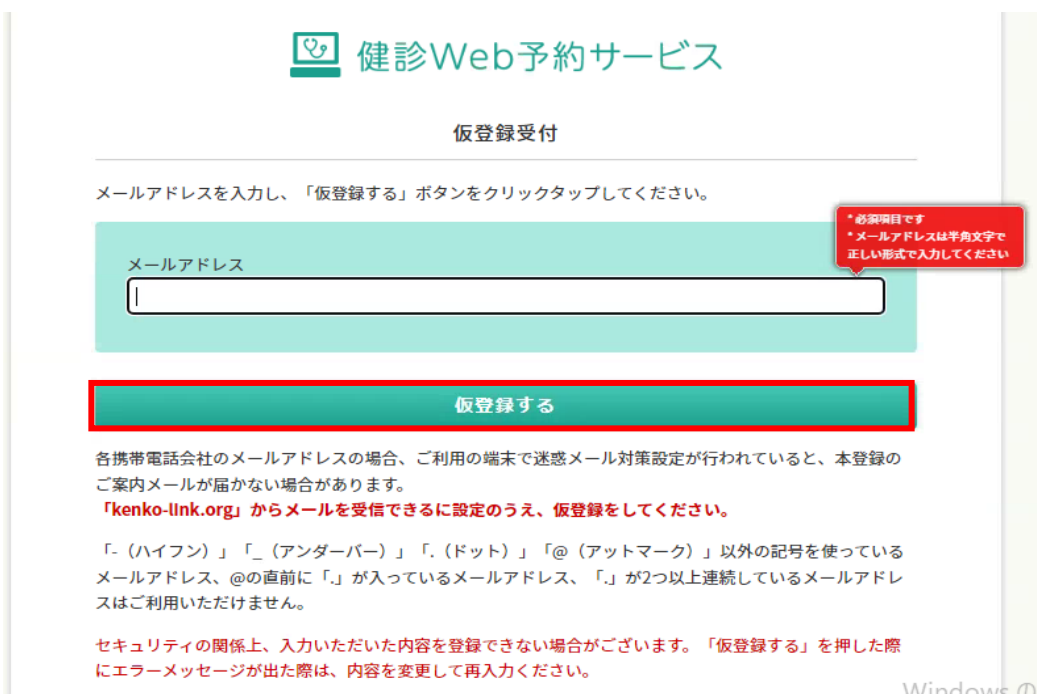 健診Web予約サービス
仮登録受付
メールアドレスを入力し、「仮登録する」ボタンをクリックタップしてください。
* 必須項目です
* メールアドレスは半角文字で
正しい形式で入力してください
メールアドレス
仮登録する
各携帯電話会社のメールアドレスの場合、ご利用の端末で迷惑メール対策設定が行われていると、本登録の
ご案内メールが届かない場合があります。
「kenko-link.org」からメールを受信できるに設定のうえ、仮登録をしてください。
「-（ハイフン）」「_（アンダーバー）」「.（ドット）」「@（アットマーク）」以外の記号を使っている
メールアドレス、@の直前に「.」が入っているメールアドレス、「.」が2つ以上連続しているメールアドレ
スはご利用いただけません。
セキュリティの関係上、入力いただいた内容を登録できない場合がございます。「仮登録する」を押した際
にエラーメッセージが出た際は、内容を変更して再入力ください。
Windows の